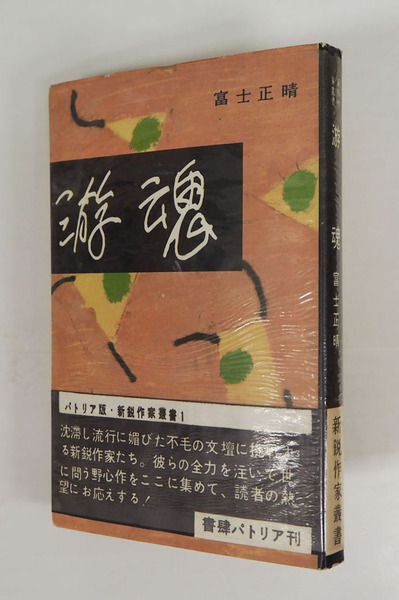 富士正晴
游魂
パトリア版・新鋭作家叢書1
沈滞し流行に媚びた不毛の文壇に
る新鋭作家たち。彼らの全力を注いで世
に問う野心作をここに集めて、読者の熱
望にお応えする!
書肆パトリア刊
游魂
富士正晴
新鋭作家叢書